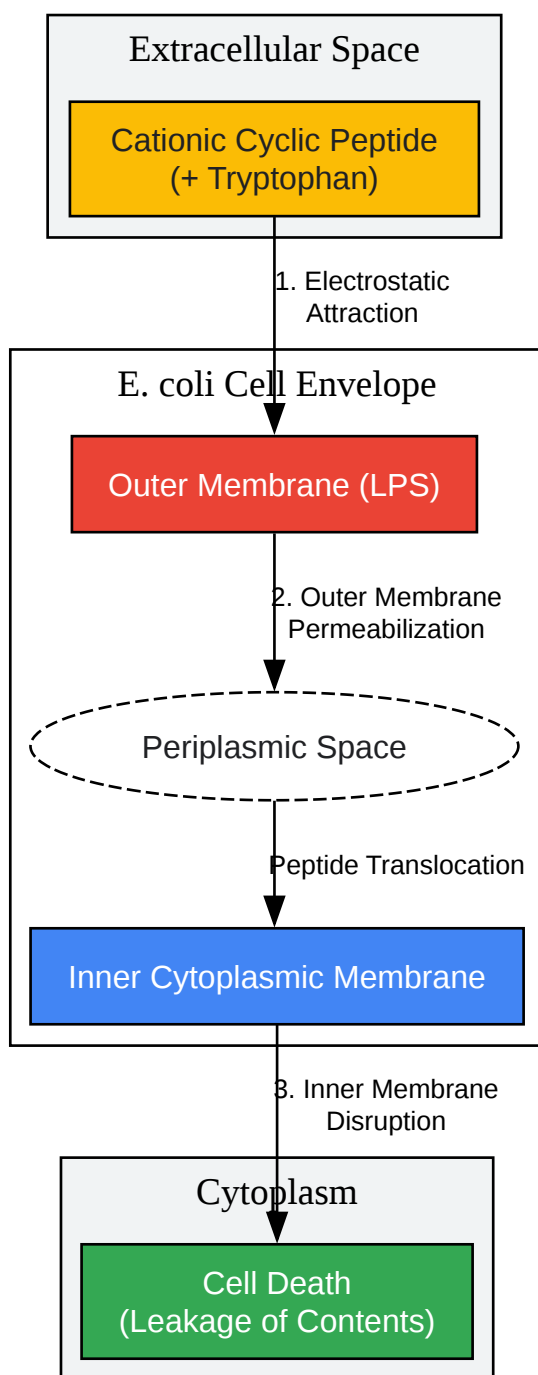 Extracellular Space
Cationic Cyclic Peptide
(+ Tryptophan)
1. Electrostatic
Attraction
E. coli Cell Envelope
Outer Membrane (LPS)
2. Outer Membrane
Permeabilization
Periplasmic Space
Peptide Translocation
Inner Cytoplasmic Membrane
3. Inner Membrane
Disruption
Cytoplasm
Cell Death
(Leakage of Contents)